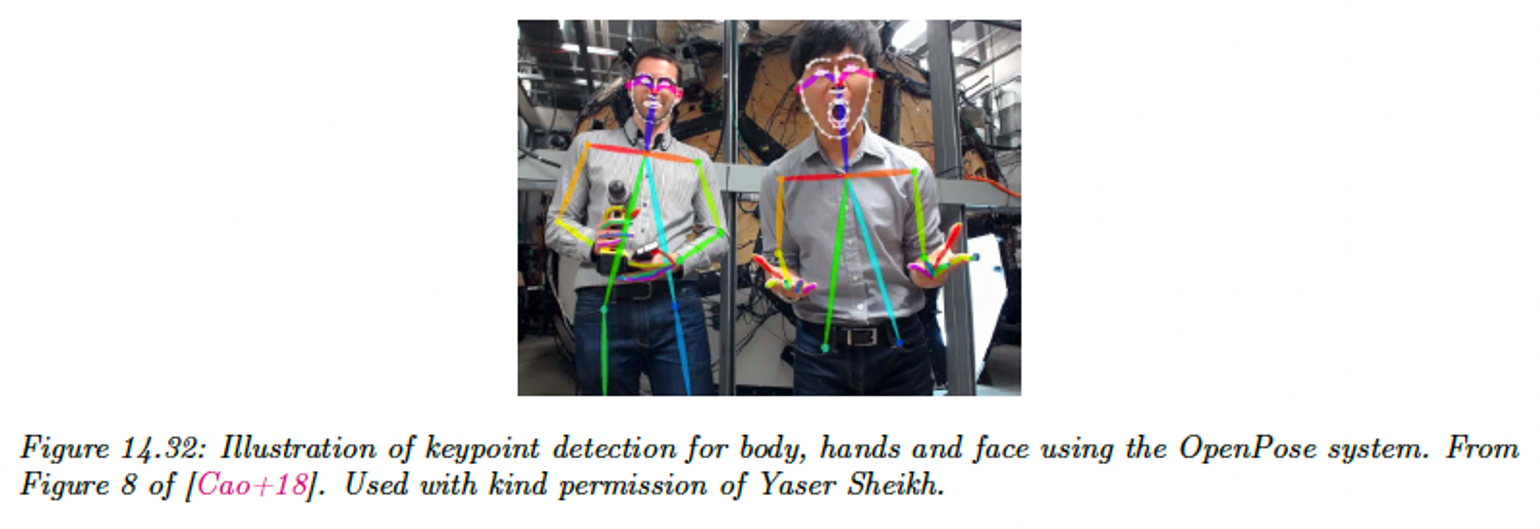 Figure 14.32: Illustration of keypoint detection for body, hands and face using the OpenPose system. From
Figure 8 of [Cao+18]. Used with kind permission of Yaser Sheikh.